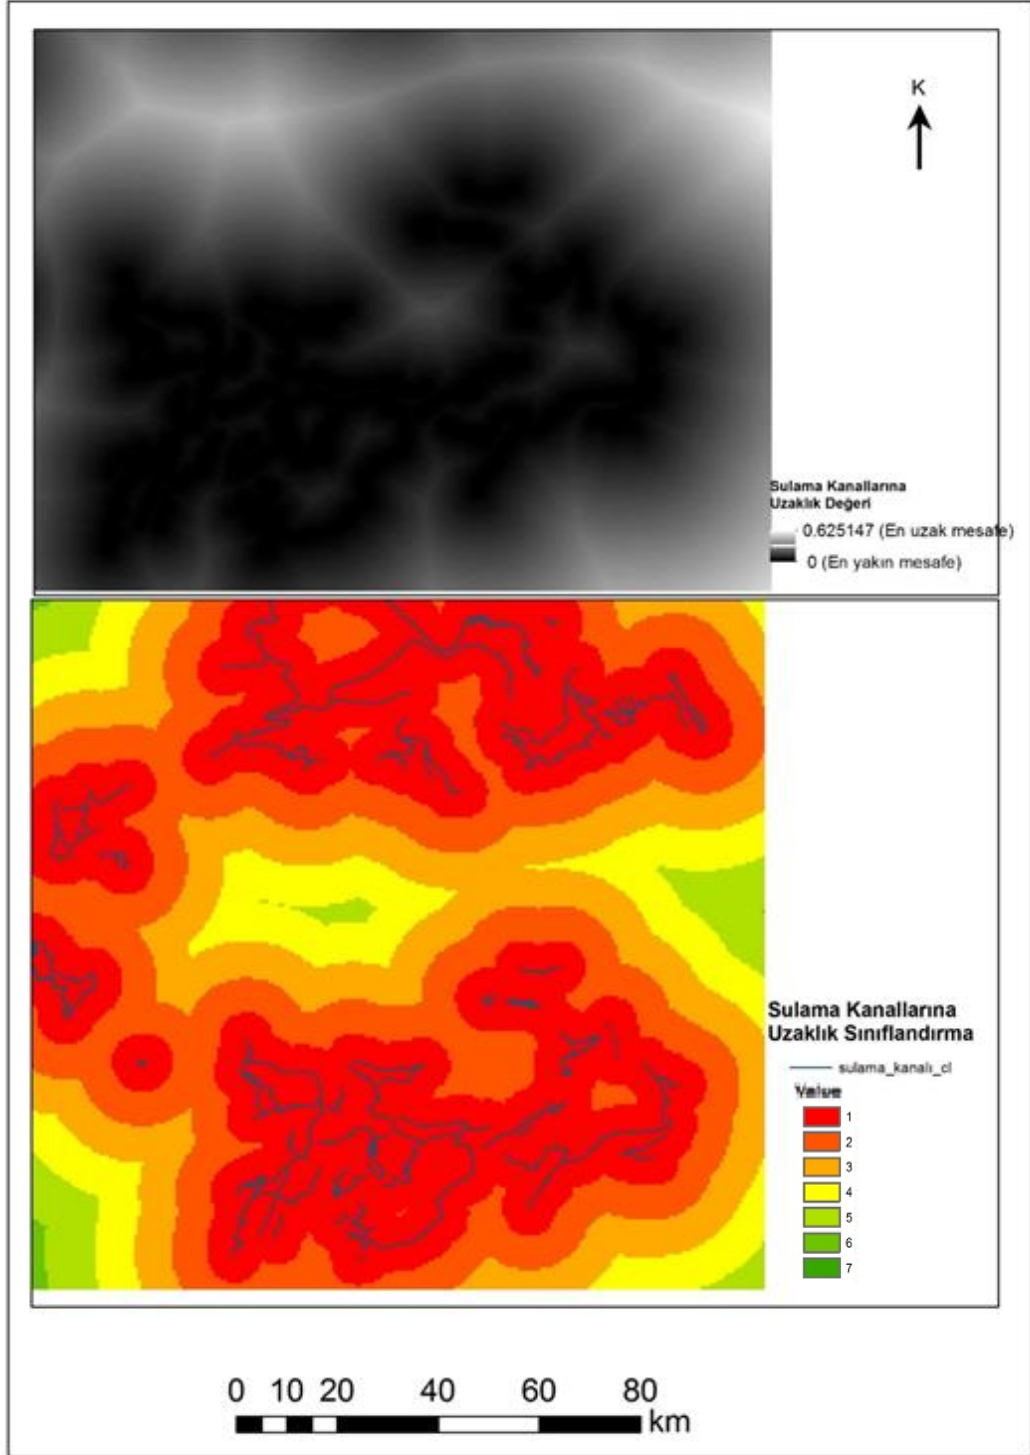 K
Sulama Kanallarına
Uzaklık Değeri
0.625147 (En uzak mesafe)
0 (En yakın mesafe)
Sulama Kanallarına
Uzaklık Sınıflandırma
sulama_kanalı_cl
Value
1
2
3
4
5
6
7
0 10 20 40 60 80
km